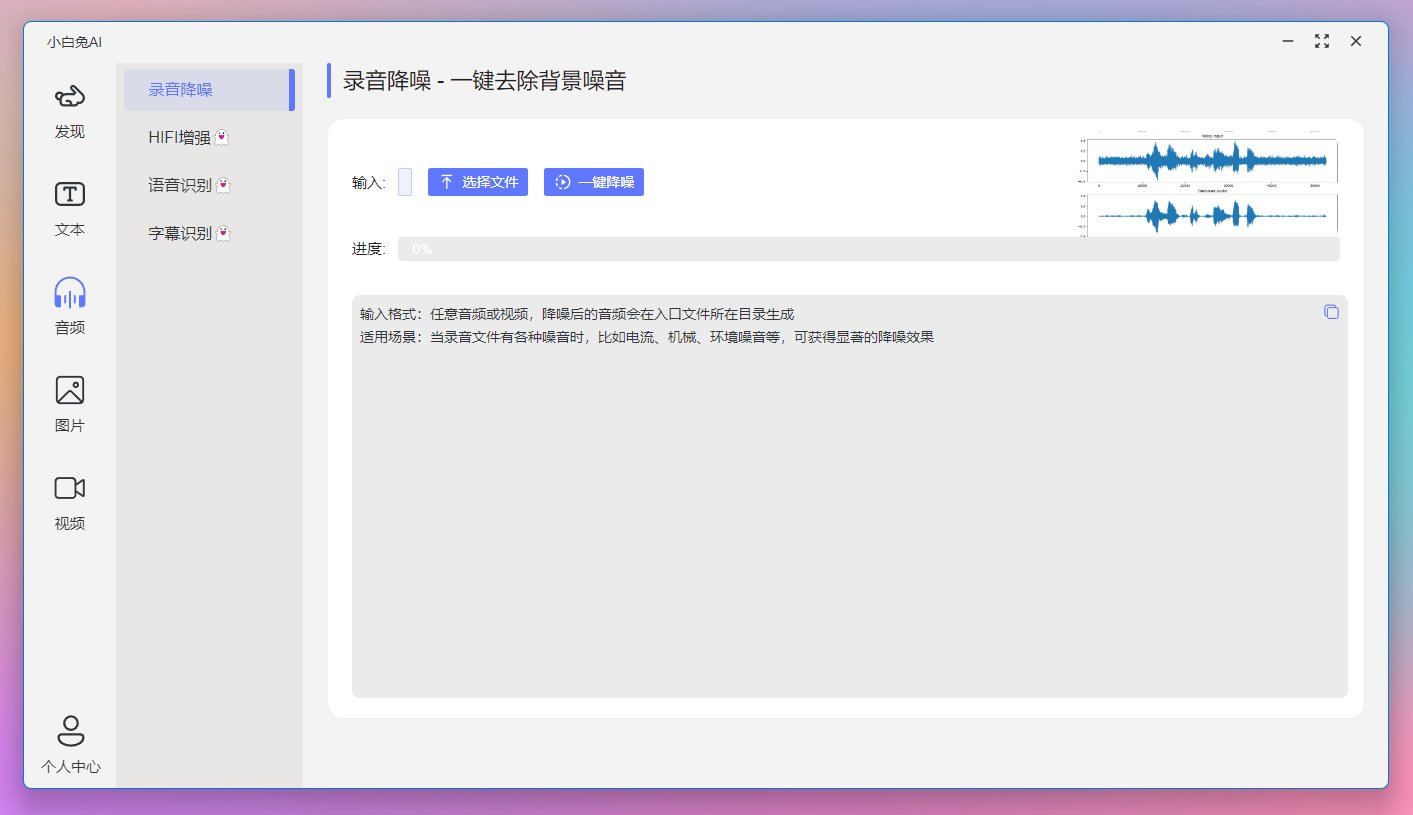 小白兔AI
发现
文本
音频
图片
视频
个人中心
录音降噪
HIFI增强
语音识别
字幕识别
录音降噪 - 一键去除背景噪音
输入:
选择文件
一键降噪
Noisy Input
Denoised Audio
进度:
0%
输入格式：任意音频或视频，降噪后的音频会在入口文件所在目录生成
适用场景：当录音文件有各种噪音时，比如电流、机械、环境噪音等，可获得显著的降噪效果